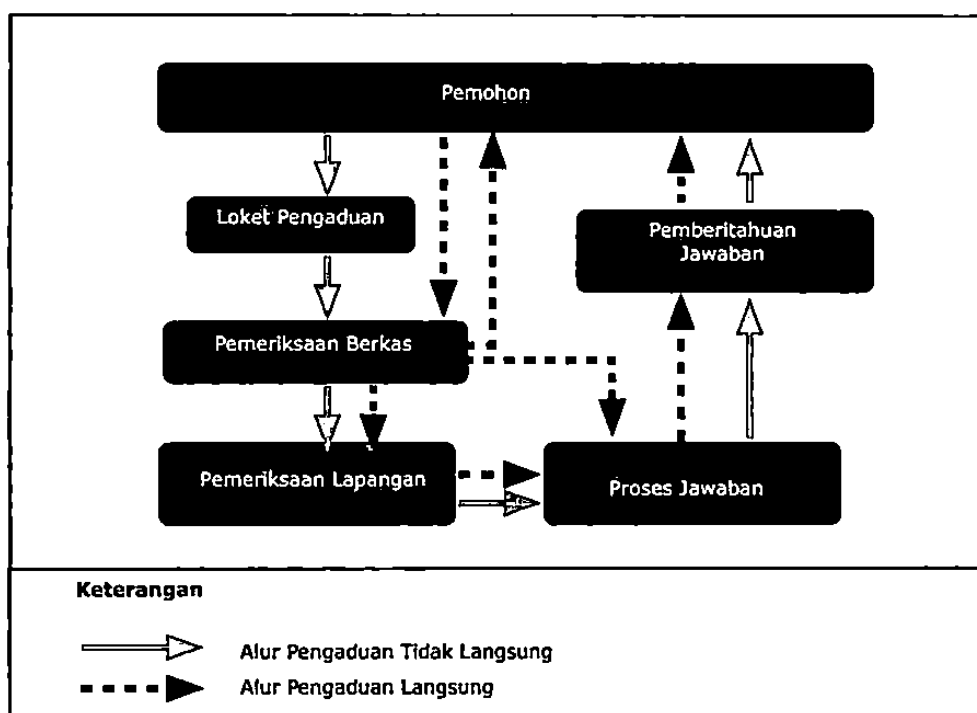 Pemohon
Loket Pengaduan
Pemberitahuan
Jawaban
Pemeriksaan Berkas
Pemeriksaan Lapangan
Proses Jawaban
Keterangan
Alur Pengaduan Tidak Langsung
Alur Pengaduan Langsung